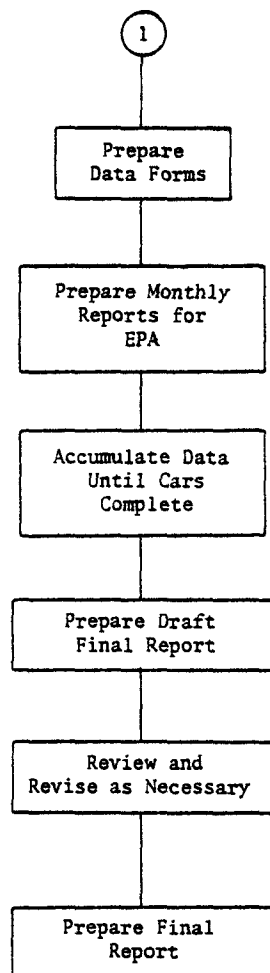 1
Prepare
Data Forms
Prepare Monthly
Reports for
EPA
Accumulate Data
Until Cars
Complete
Prepare Draft
Final Report
Review and
Revise as Necessary
Prepare Final
Report